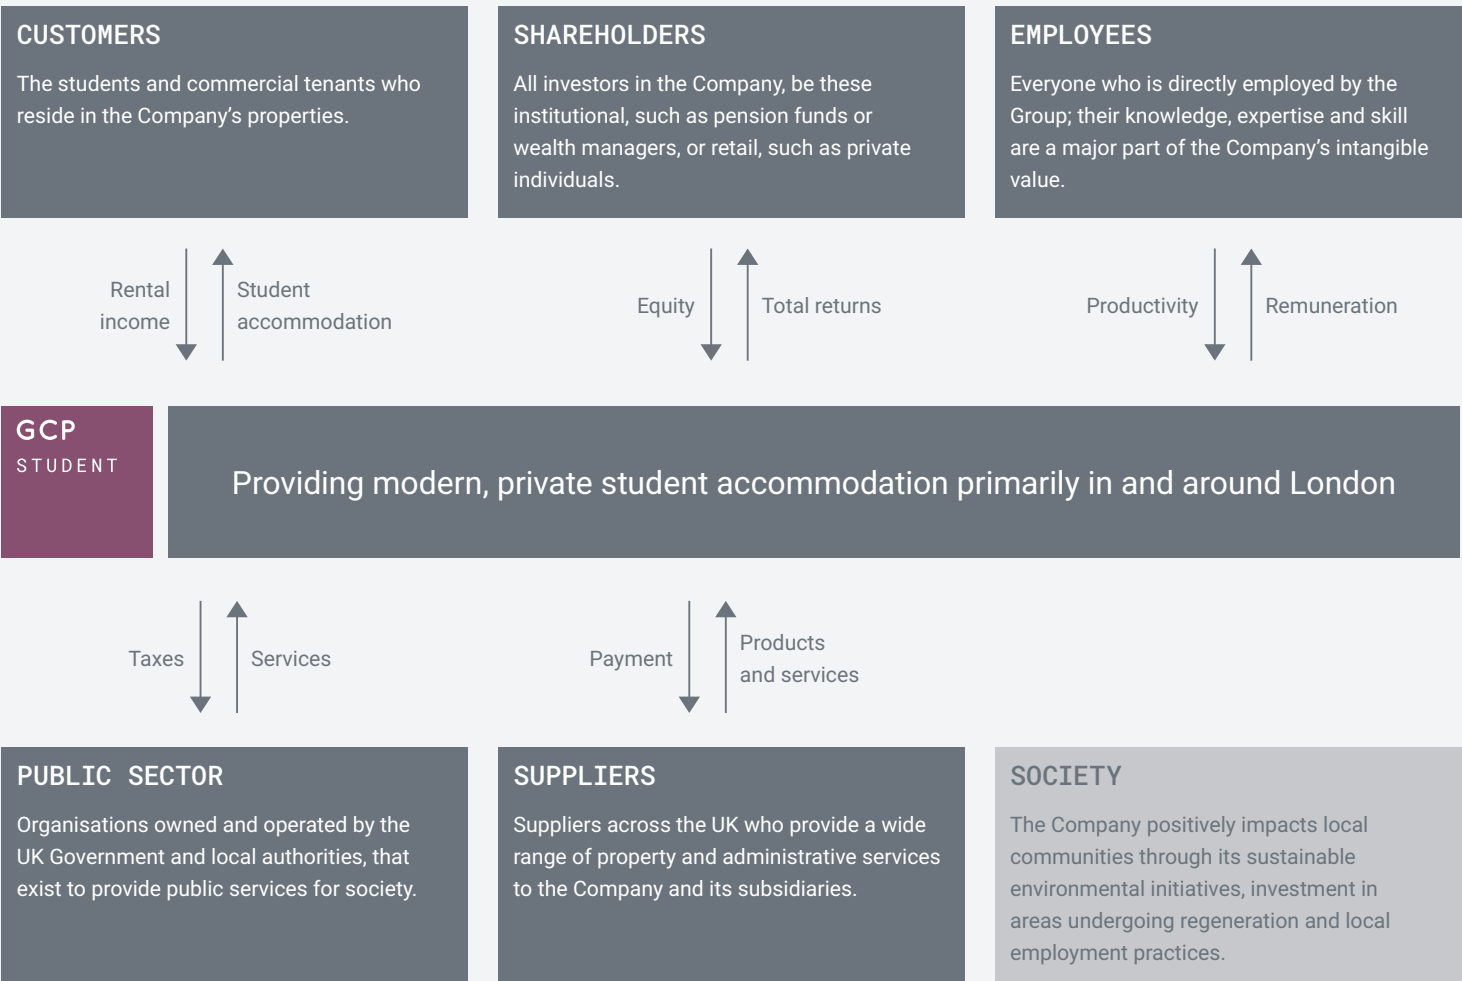 CUSTOMERS
The students and commercial tenants who
reside in the Company’s properties.
SHAREHOLDERS
All investors in the Company, be these
institutional, such as pension funds or
wealth managers, or retail, such as private
individuals.
EMPLOYEES
Everyone who is directly employed by the
Group; their knowledge, expertise and skill
are a major part of the Company’s intangible
value.
Rental
income
Student
accommodation
Equity
Total returns
Productivity
Remuneration
GCP
STUDENT
Providing modern, private student accommodation primarily in and around London
Taxes
Services
Payment
Products
and services
PUBLIC SECTOR
Organisations owned and operated by the
UK Government and local authorities, that
exist to provide public services for society.
SUPPLIERS
Suppliers across the UK who provide a wide
range of property and administrative services
to the Company and its subsidiaries.
SOCIETY
The Company positively impacts local
communities through its sustainable
environmental initiatives, investment in
areas undergoing regeneration and local
employment practices.